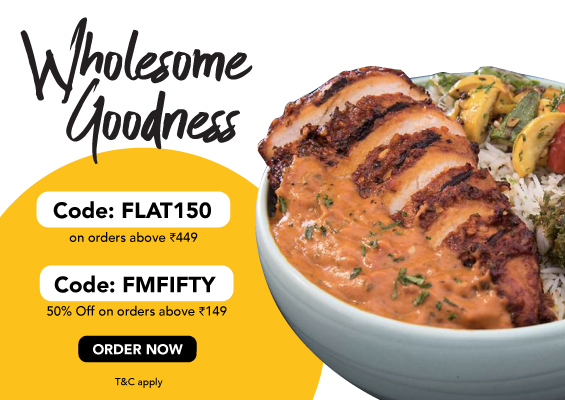 Wholesome
Goodness
Code: FLAT150
on orders above ₹449
Code: FMFIFTY
50% Off on orders above ₹149
ORDER NOW
T&C apply